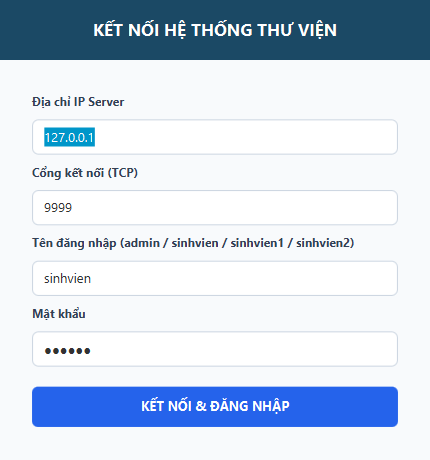 KẾT NỐI HỆ THỐNG THƯ VIỆN
Địa chỉ IP Server
127.0.0.1
Cổng kết nối (TCP)
9999
Tên đăng nhập (admin / sinhvien / sinhvien1 / sinhvien2)
sinhvien
Mật khẩu
●●●●●●
KẾT NỐI & ĐĂNG NHẬP